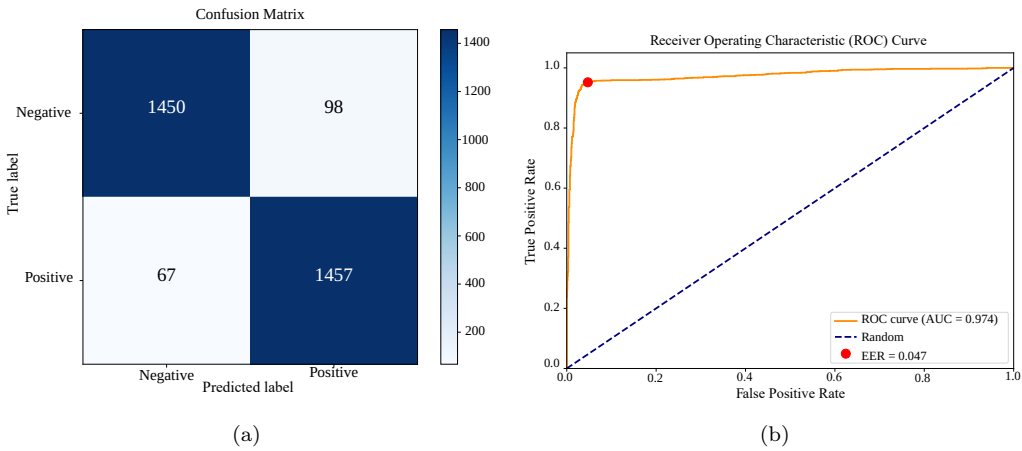 Confusion Matrix
True label
Negative
Positive
1450
98
67
1457
Negative
Positive
Predicted label
1400
1200
1000
800
600
400
200
(a)
Receiver Operating Characteristic (ROC) Curve
True Positive Rate
1.0
0.8
0.6
0.4
0.2
0.0
0.0
0.2
0.4
0.6
0.8
1.0
False Positive Rate
ROC curve (AUC = 0.974)
Random
EER = 0.047
(b)